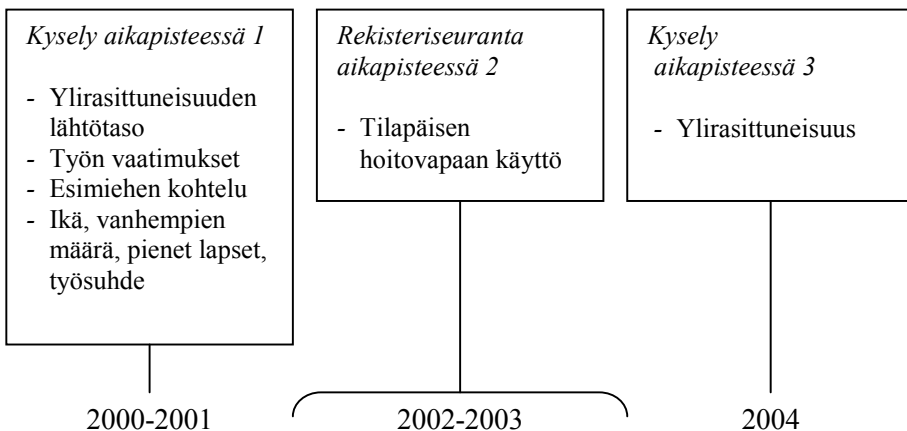 Kysely aikapisteessä 1
- Ylirasittuneisuuden
lähtötaso
- Työn vaatimukset
- Esimiehen kohtelu
- Ikä, vanhempien
määrä, pienet lapset,
työsuhde
Rekisteriseuranta
aikapisteessä 2
- Tilapäisen
hoitovapaan käyttö
Kysely
aikapisteessä 3
- Ylirasittuneisuus
2000-2001
2002-2003
2004